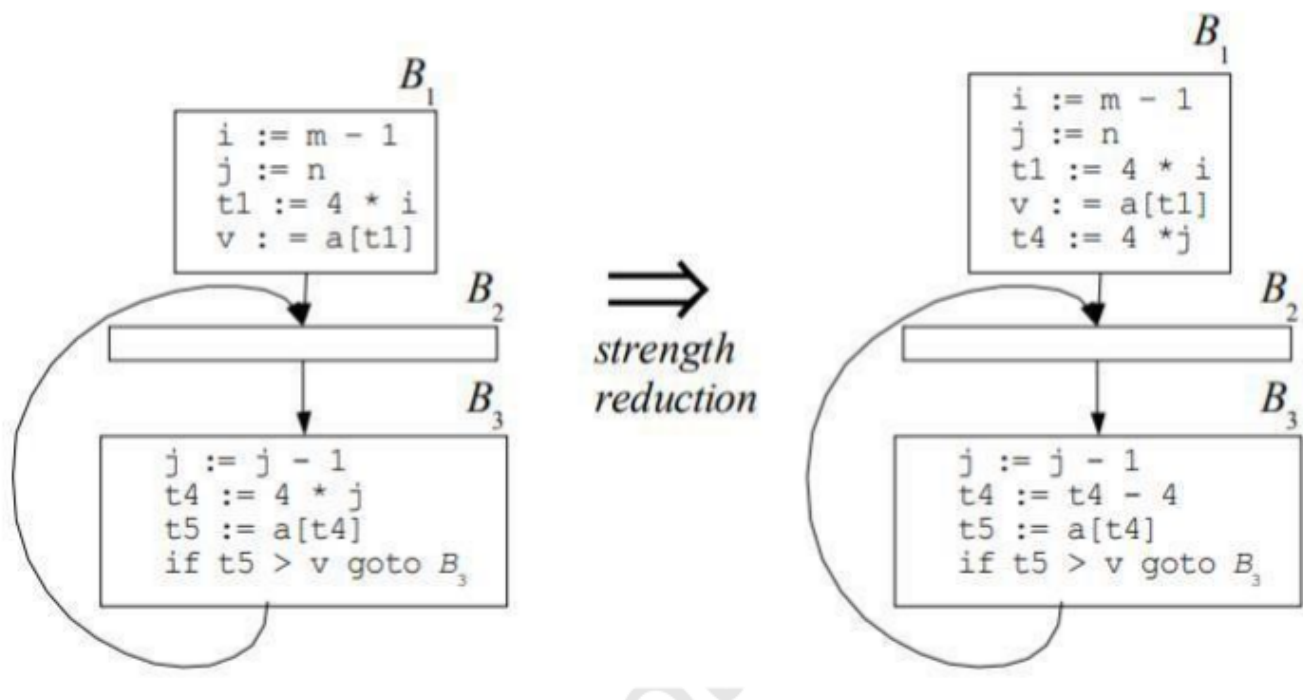 B1
i := m - 1
j := n
t1 := 4 * i
v : = a[t1]
B2
B3
j := j - 1
t4 := 4 * j
t5 := a[t4]
if t5 > v goto B3
⇒
strength
reduction
B1
i := m - 1
j := n
t1 := 4 * i
v : = a[t1]
t4 := 4 *j
B2
B3
j := j - 1
t4 := t4 - 4
t5 := a[t4]
if t5 > v goto B3